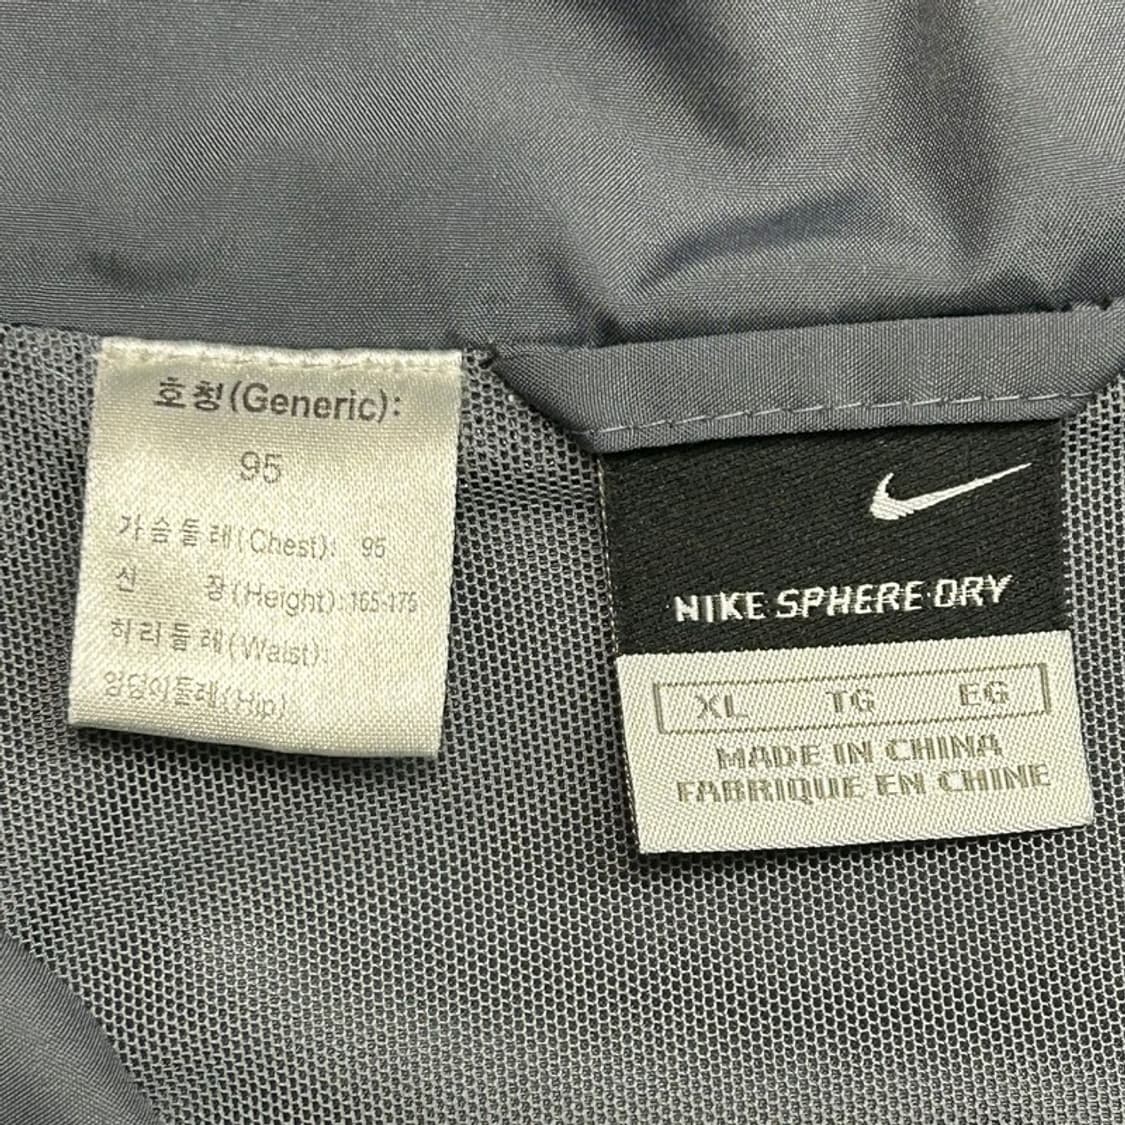 호칭(Generic):
95
가슴둘레(Chest): 95
신 장(Height):165-175
허리둘레(Waist):
엉덩이둘레(Hip)
NIKE SPHERE DRY
XL TG EG
MADE IN CHINA
FABRIQUE EN CHINE